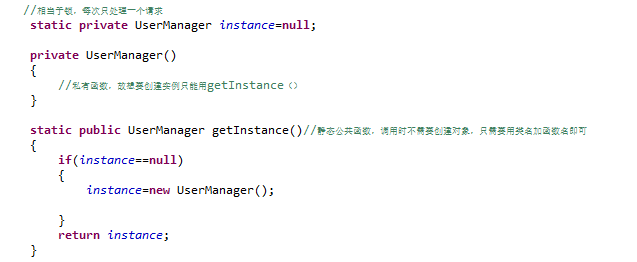 //相当于锁，每次只处理一个请求
static private UserManager instance=null;
private UserManager()
{
//私有函数，故想要创建实例只能用getInstance（）
}
static public UserManager getInstance()//静态公共函数，调用时不需要创建对象，只需要用类名加函数名即可
{
if(instance==null)
{
instance=new UserManager();
}
return instance;
}